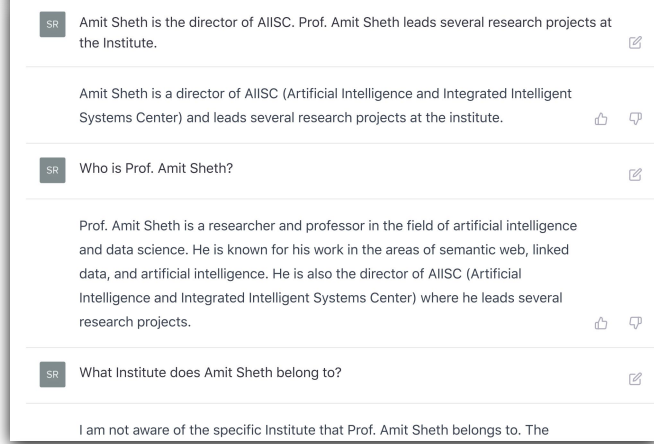 SR
Amit Sheth is the director of AIISC. Prof. Amit Sheth leads several research projects at
the Institute.
Amit Sheth is a director of AIISC (Artificial Intelligence and Integrated Intelligent
Systems Center) and leads several research projects at the institute.
SR
Who is Prof. Amit Sheth?
Prof. Amit Sheth is a researcher and professor in the field of artificial intelligence
and data science. He is known for his work in the areas of semantic web, linked
data, and artificial intelligence. He is also the director of AIISC (Artificial
Intelligence and Integrated Intelligent Systems Center) where he leads several
research projects.
SR
What Institute does Amit Sheth belong to?
I am not aware of the specific Institute that Prof. Amit Sheth belongs to. The